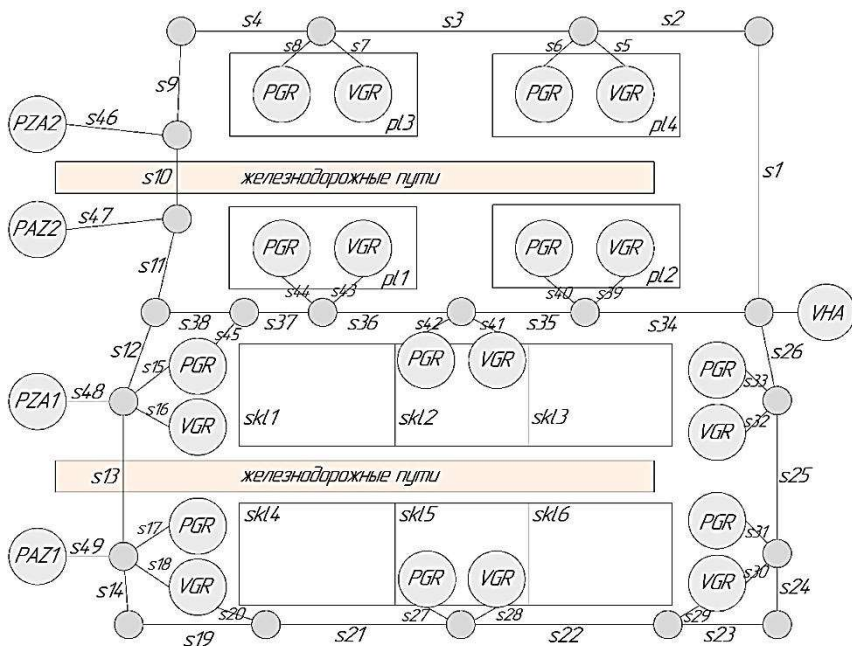 s4
s3
s2
s8
s7
s6
s5
PGR
VGR
PGR
VGR
pl3
pl4
s9
PZA2
s46
s10
железнодорожные пути
s1
PAZ2
s47
s11
PGR
VGR
PGR
VGR
pl1
pl2
s44
s43
s40
s39
s38
s37
s36
s35
s34
VHA
s45
s42
s41
s12
s26
s15
PGR
PGR
VGR
PGR
s33
PZA1
s48
s16
VGR
skl1
skl2
skl3
VGR
s32
s13
железнодорожные пути
s25
s17
PGR
skl4
skl5
skl6
PGR
s31
PAZ1
s49
s18
VGR
PGR
VGR
VGR
s30
s24
s14
s20
s27
s28
s29
s19
s21
s22
s23